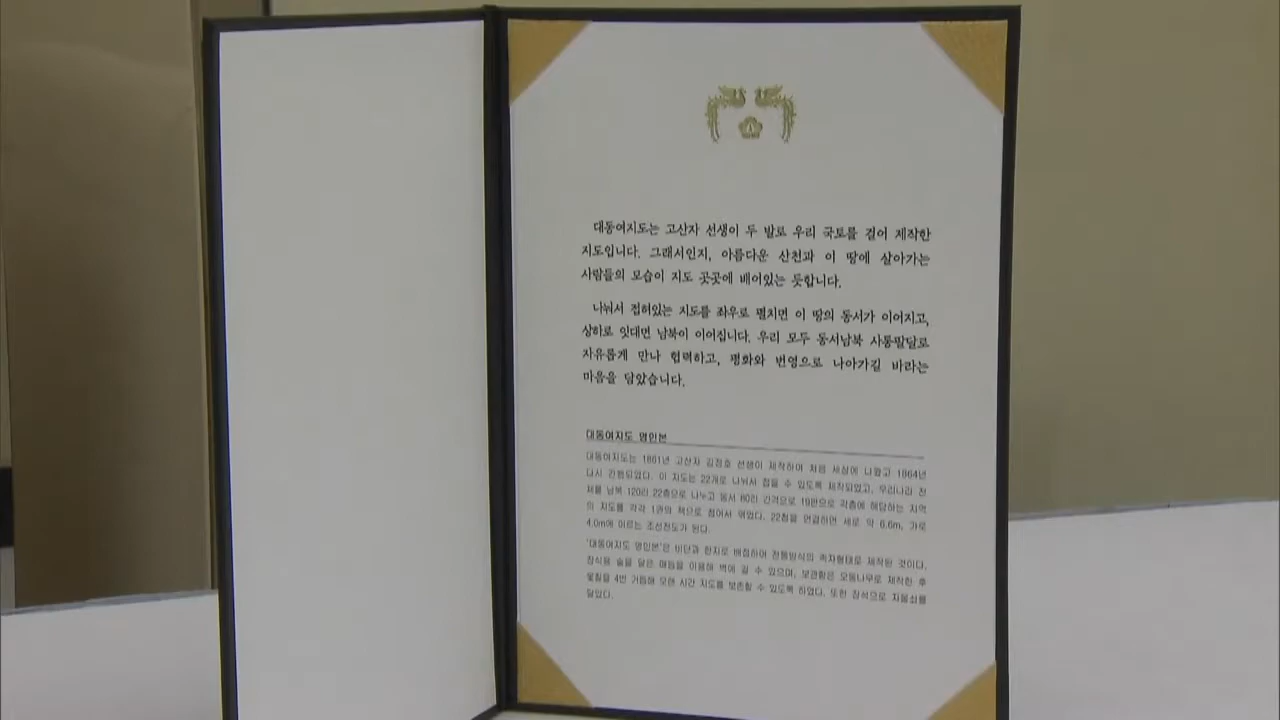 대동여지도는 고산자 선생이 두 발로 우리 국토를 걸어 제작한
지도입니다. 그래서인지, 아름다운 산천과 이 땅에 살아가는
사람들의 모습이 지도 곳곳에 배어있는 듯합니다.
나눠서 접혀있는 지도를 좌우로 펼치면 이 땅의 동서가 이어지고,
상하로 잇대면 남북이 이어집니다. 우리 모두 동서남북 사통팔달로
자유롭게 만나 협력하고, 평화와 번영으로 나아가길 바라는
마음을 담았습니다.
대동여지도 영인본
대동여지도는 1861년 고산자 김정호 선생이 제작하여 처음 세상에 나왔고 1864년
다시 간행되었다. 이 지도는 22개로 나눠서 접을 수 있도록 제작되었고, 우리나라 전
체를 남북 120리 22층으로 나누고 동서 80리 간격으로 19판으로 각층에 해당하는 지역
의 지도를 각각 1권의 책으로 접어서 엮었다. 22첩을 연결하면 세로 약 6.6m, 가로
4.0m에 이르는 조선전도가 된다.
'대동여지도 영인본'은 비단과 한지로 배접하여 전통방식의 족자형태로 제작된 것이다.
장식용 술을 달은 매듭을 이용해 벽에 걸 수 있으며, 보관함은 오동나무로 제작한 후
옻칠을 4번 거듭해 오랜 시간 지도를 보존할 수 있도록 하였다. 또한 장석으로 자물쇠를
달았다.